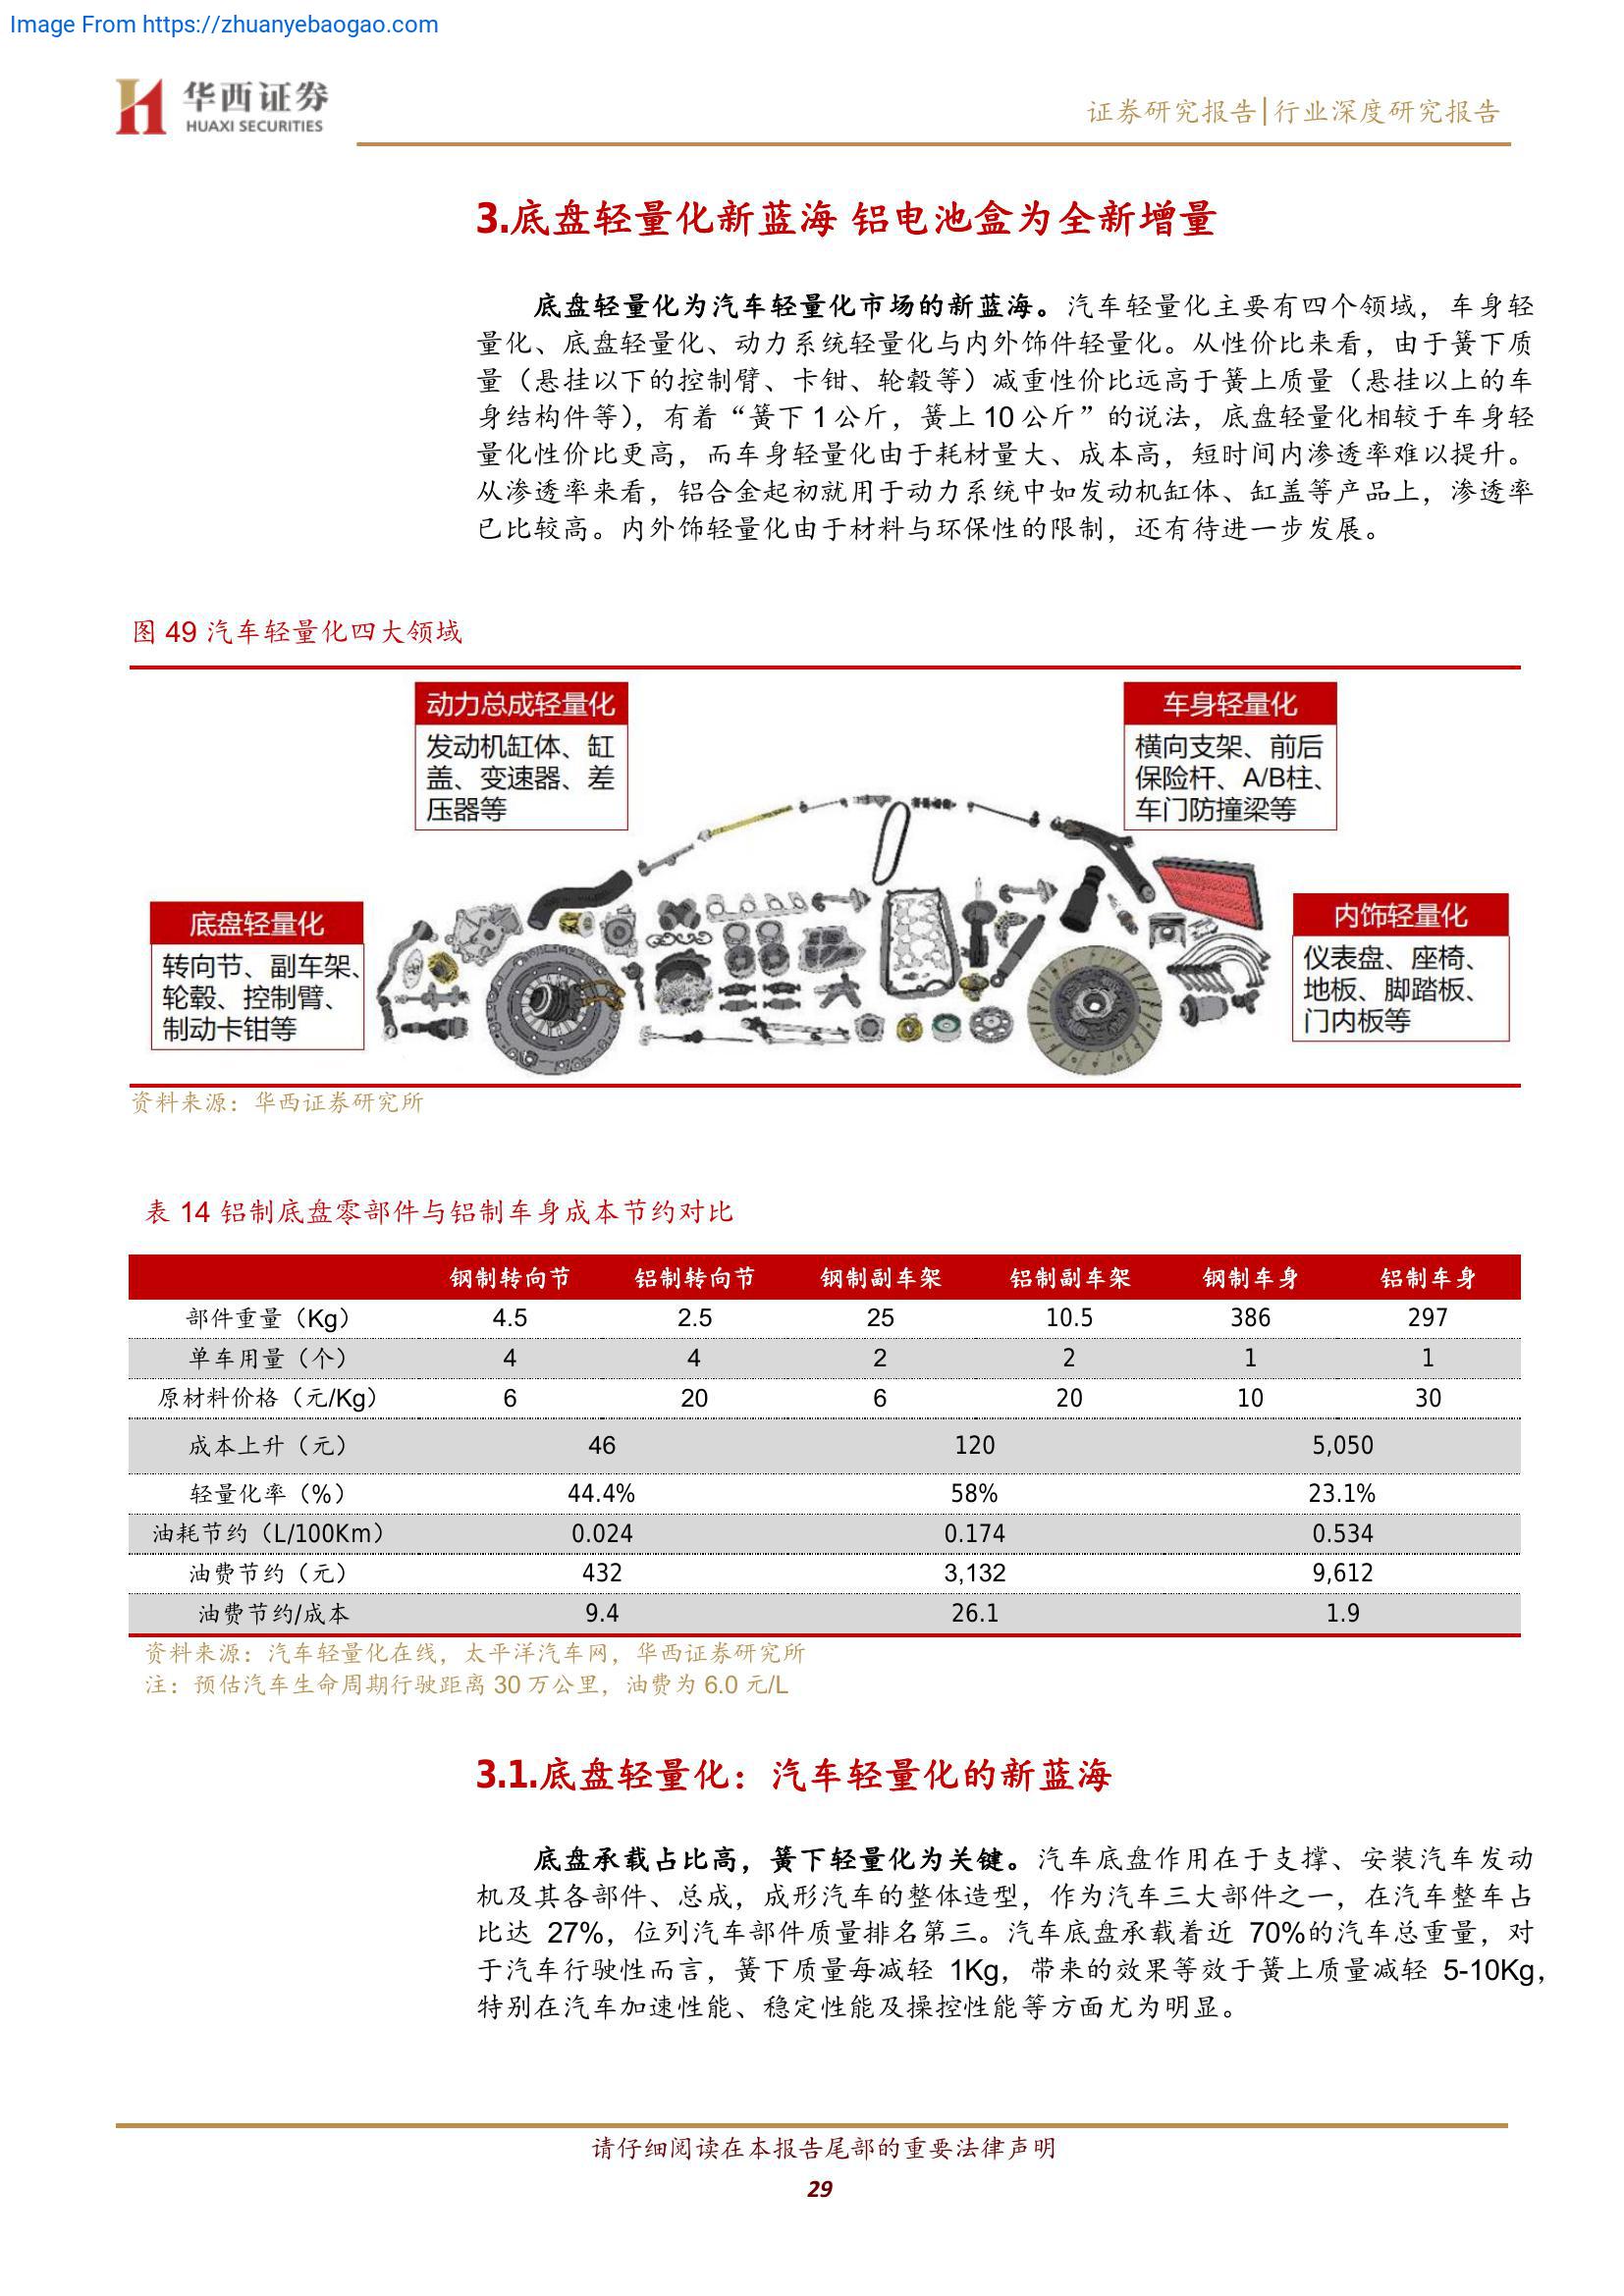 Image From https://zhuanyebaogao.com
华西证券
HUAXI SECURITIES
证券研究报告|行业深度研究报告
3.底盘轻量化新蓝海 铝电池盒为全新增量
底盘轻量化为汽车轻量化市场的新蓝海。汽车轻量化主要有四个领域，车身轻
量化、底盘轻量化、动力系统轻量化与内外饰件轻量化。从性价比来看，由于簧下质
量（悬挂以下的控制臂、卡钳、轮毂等）减重性价比远高于簧上质量（悬挂以上的车
身结构件等），有着“簧下 1 公斤，簧上 10 公斤”的说法，底盘轻量化相较于车身轻
量化性价比更高，而车身轻量化由于耗材量大、成本高，短时间内渗透率难以提升。
从渗透率来看，铝合金起初就用于动力系统中如发动机缸体、缸盖等产品上，渗透率
已比较高。内外饰轻量化由于材料与环保性的限制，还有待进一步发展。
图 49 汽车轻量化四大领域
动力总成轻量化
发动机缸体、缸
盖、变速器、差
压器等
车身轻量化
横向支架、前后
保险杆、A/B柱、
车门防撞梁等
底盘轻量化
转向节、副车架、
轮毂、控制臂、
制动卡钳等
内饰轻量化
仪表盘、座椅、
地板、脚踏板、
门内板等
资料来源：华西证券研究所
表 14 铝制底盘零部件与铝制车身成本节约对比
钢制转向节 铝制转向节 钢制副车架 铝制副车架 钢制车身 铝制车身
部件重量（Kg） 4.5 2.5 25 10.5 386 297
单车用量（个） 4 4 2 2 1 1
原材料价格（元/Kg） 6 20 6 20 10 30
成本上升（元） 46 120 5,050
轻量化率（%） 44.4% 58% 23.1%
油耗节约（L/100Km） 0.024 0.174 0.534
油费节约（元） 432 3,132 9,612
油费节约/成本 9.4 26.1 1.9
资料来源：汽车轻量化在线，太平洋汽车网，华西证券研究所
注：预估汽车生命周期行驶距离 30 万公里，油费为 6.0 元/L
3.1.底盘轻量化：汽车轻量化的新蓝海
底盘承载占比高，簧下轻量化为关键。汽车底盘作用在于支撑、安装汽车发动
机及其各部件、总成，成形汽车的整体造型，作为汽车三大部件之一，在汽车整车占
比达 27%，位列汽车部件质量排名第三。汽车底盘承载着近 70%的汽车总重量，对
于汽车行驶性而言，簧下质量每减轻 1Kg，带来的效果等效于簧上质量减轻 5-10Kg，
特别在汽车加速性能、稳定性能及操控性能等方面尤为明显。
请仔细阅读在本报告尾部的重要法律声明
29